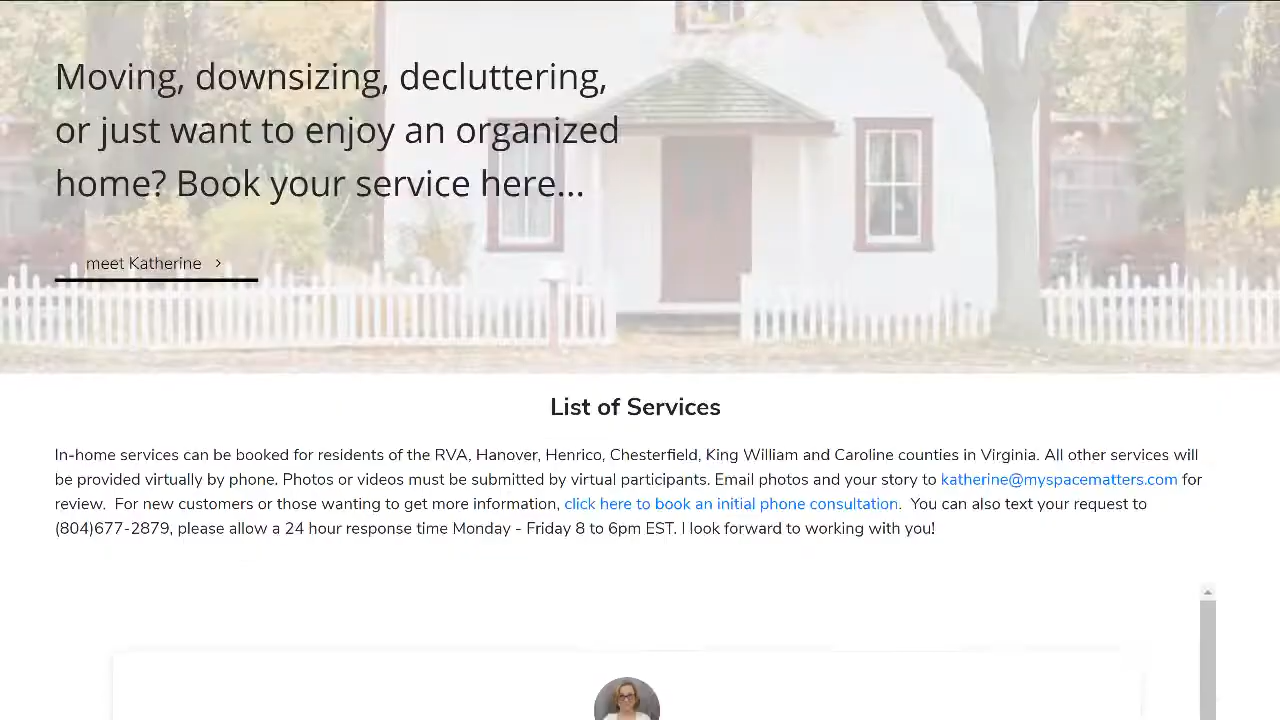 Moving, downsizing, decluttering,
or just want to enjoy an organized
home? Book your service here...
meet Katherine >
List of Services
In-home services can be booked for residents of the RVA, Hanover, Henrico, Chesterfield, King William and Caroline counties in Virginia. All other services will
be provided virtually by phone. Photos or videos must be submitted by virtual participants. Email photos and your story to katherine@myspacematters.com for
review.  For new customers or those wanting to get more information, click here to book an initial phone consultation.  You can also text your request to
(804)677-2879, please allow a 24 hour response time Monday - Friday 8 to 6pm EST. I look forward to working with you!